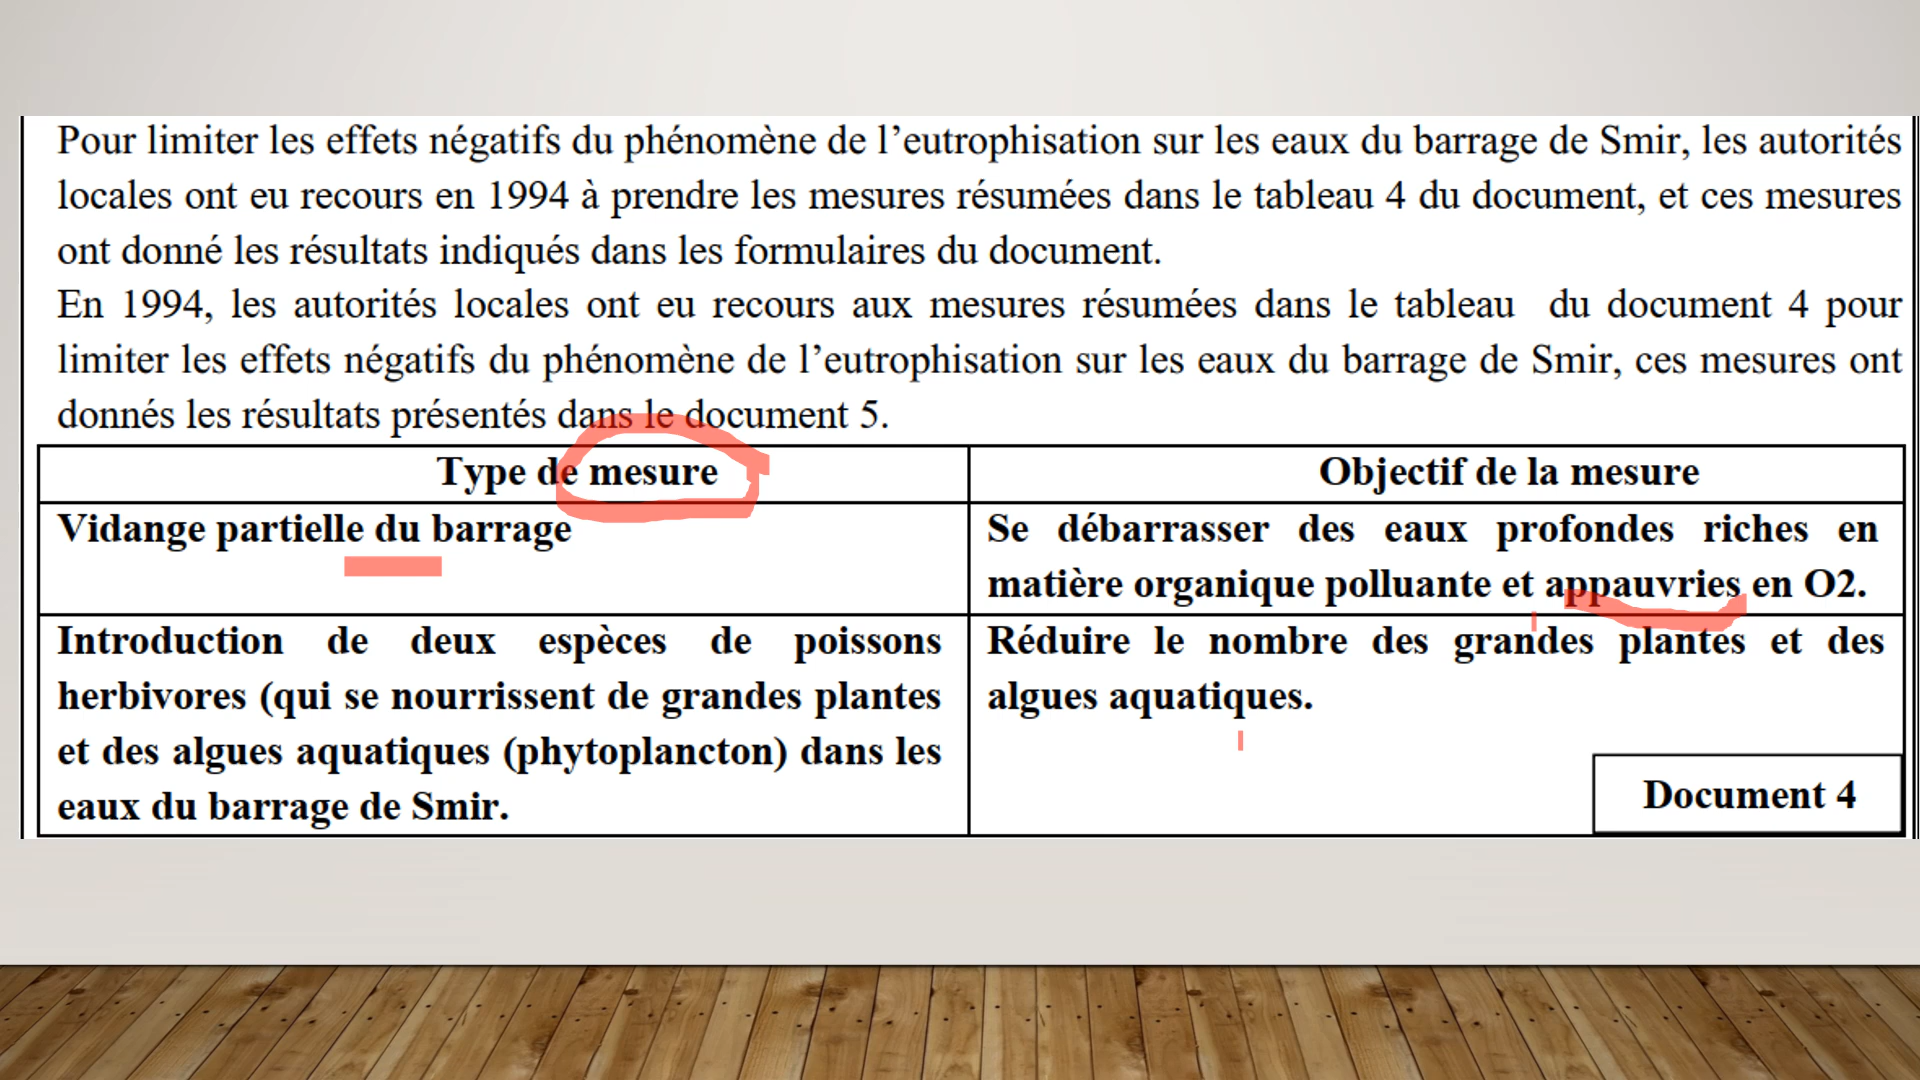 Pour limiter les effets négatifs du phénomène de l’eutrophisation sur les eaux du barrage de Smir, les autorités
locales ont eu recours en 1994 à prendre les mesures résumées dans le tableau 4 du document, et ces mesures
ont donné les résultats indiqués dans les formulaires du document.
En 1994, les autorités locales ont eu recours aux mesures résumées dans le tableau du document 4 pour
limiter les effets négatifs du phénomène de l’eutrophisation sur les eaux du barrage de Smir, ces mesures ont
donnés les résultats présentés dans le document 5.
Type de mesure
Objectif de la mesure
Vidange partielle du barrage
Se débarrasser des eaux profondes riches en
matière organique polluante et appauvries en O2.
Introduction de deux espèces de poissons
herbivores (qui se nourrissent de grandes plantes
et des algues aquatiques (phytoplancton) dans les
eaux du barrage de Smir.
Réduire le nombre des grandes plantes et des
algues aquatiques.
Document 4